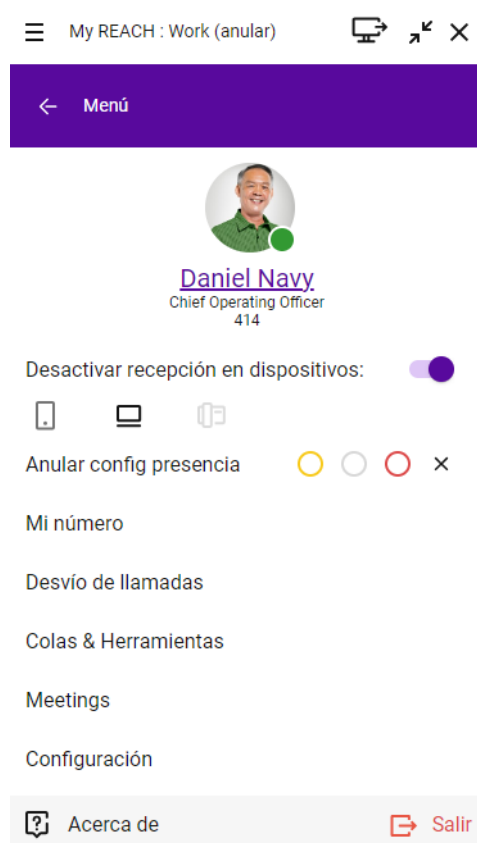 My REACH : Work (anular)
Menú
Daniel Navy
Chief Operating Officer
414
Desactivar recepción en dispositivos:
Anular config presencia
Mi número
Desvío de llamadas
Colas & Herramientas
Meetings
Configuración
Acerca de Salir